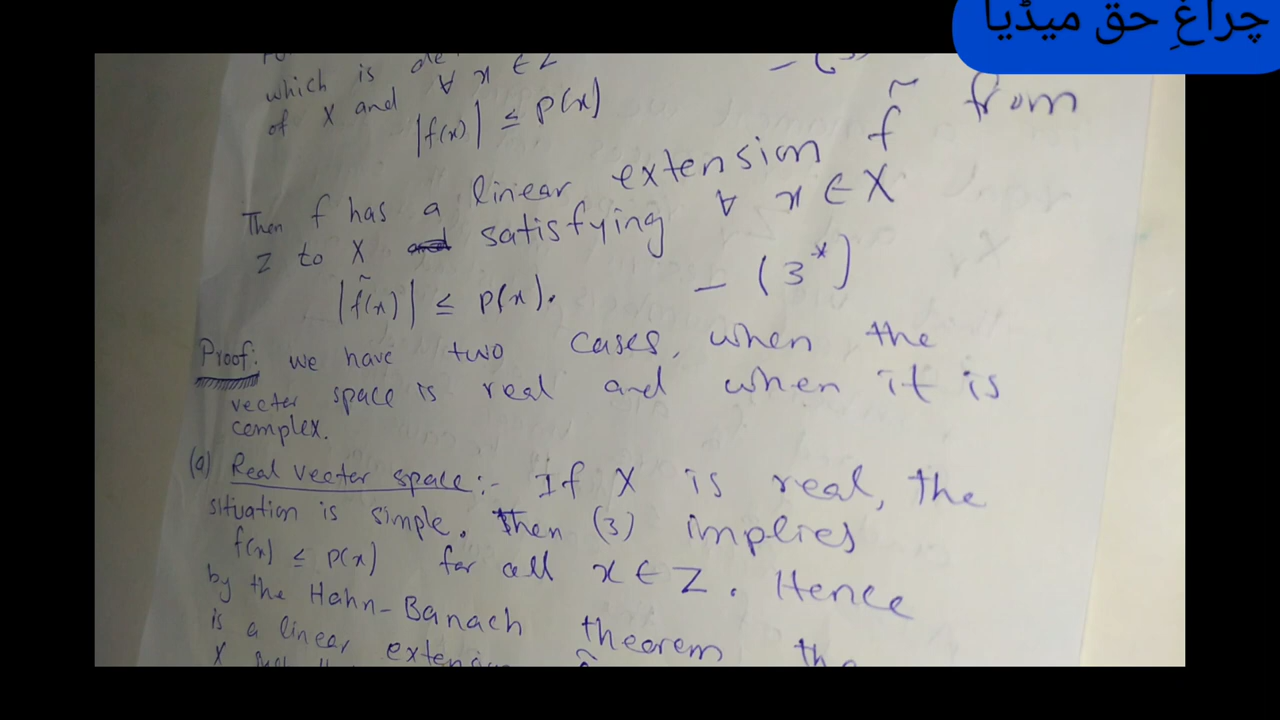 چراغِ حق میڈیا
which is
of X and ∀ x ∈ Z
|f(x)| ≤ p(x)
Then f has a linear extension f̃ from
Z to X satisfying ∀ x ∈ X
|f̃(x)| ≤ p(x). — (3*)
Proof: we have two cases, when the
vector space is real and when it is
complex.
(a) Real vector space:- If X is real, the
situation is simple. Then (3) implies
f(x) ≤ p(x) for all x ∈ Z. Hence
by the Hahn-Banach theorem
is a linear
X